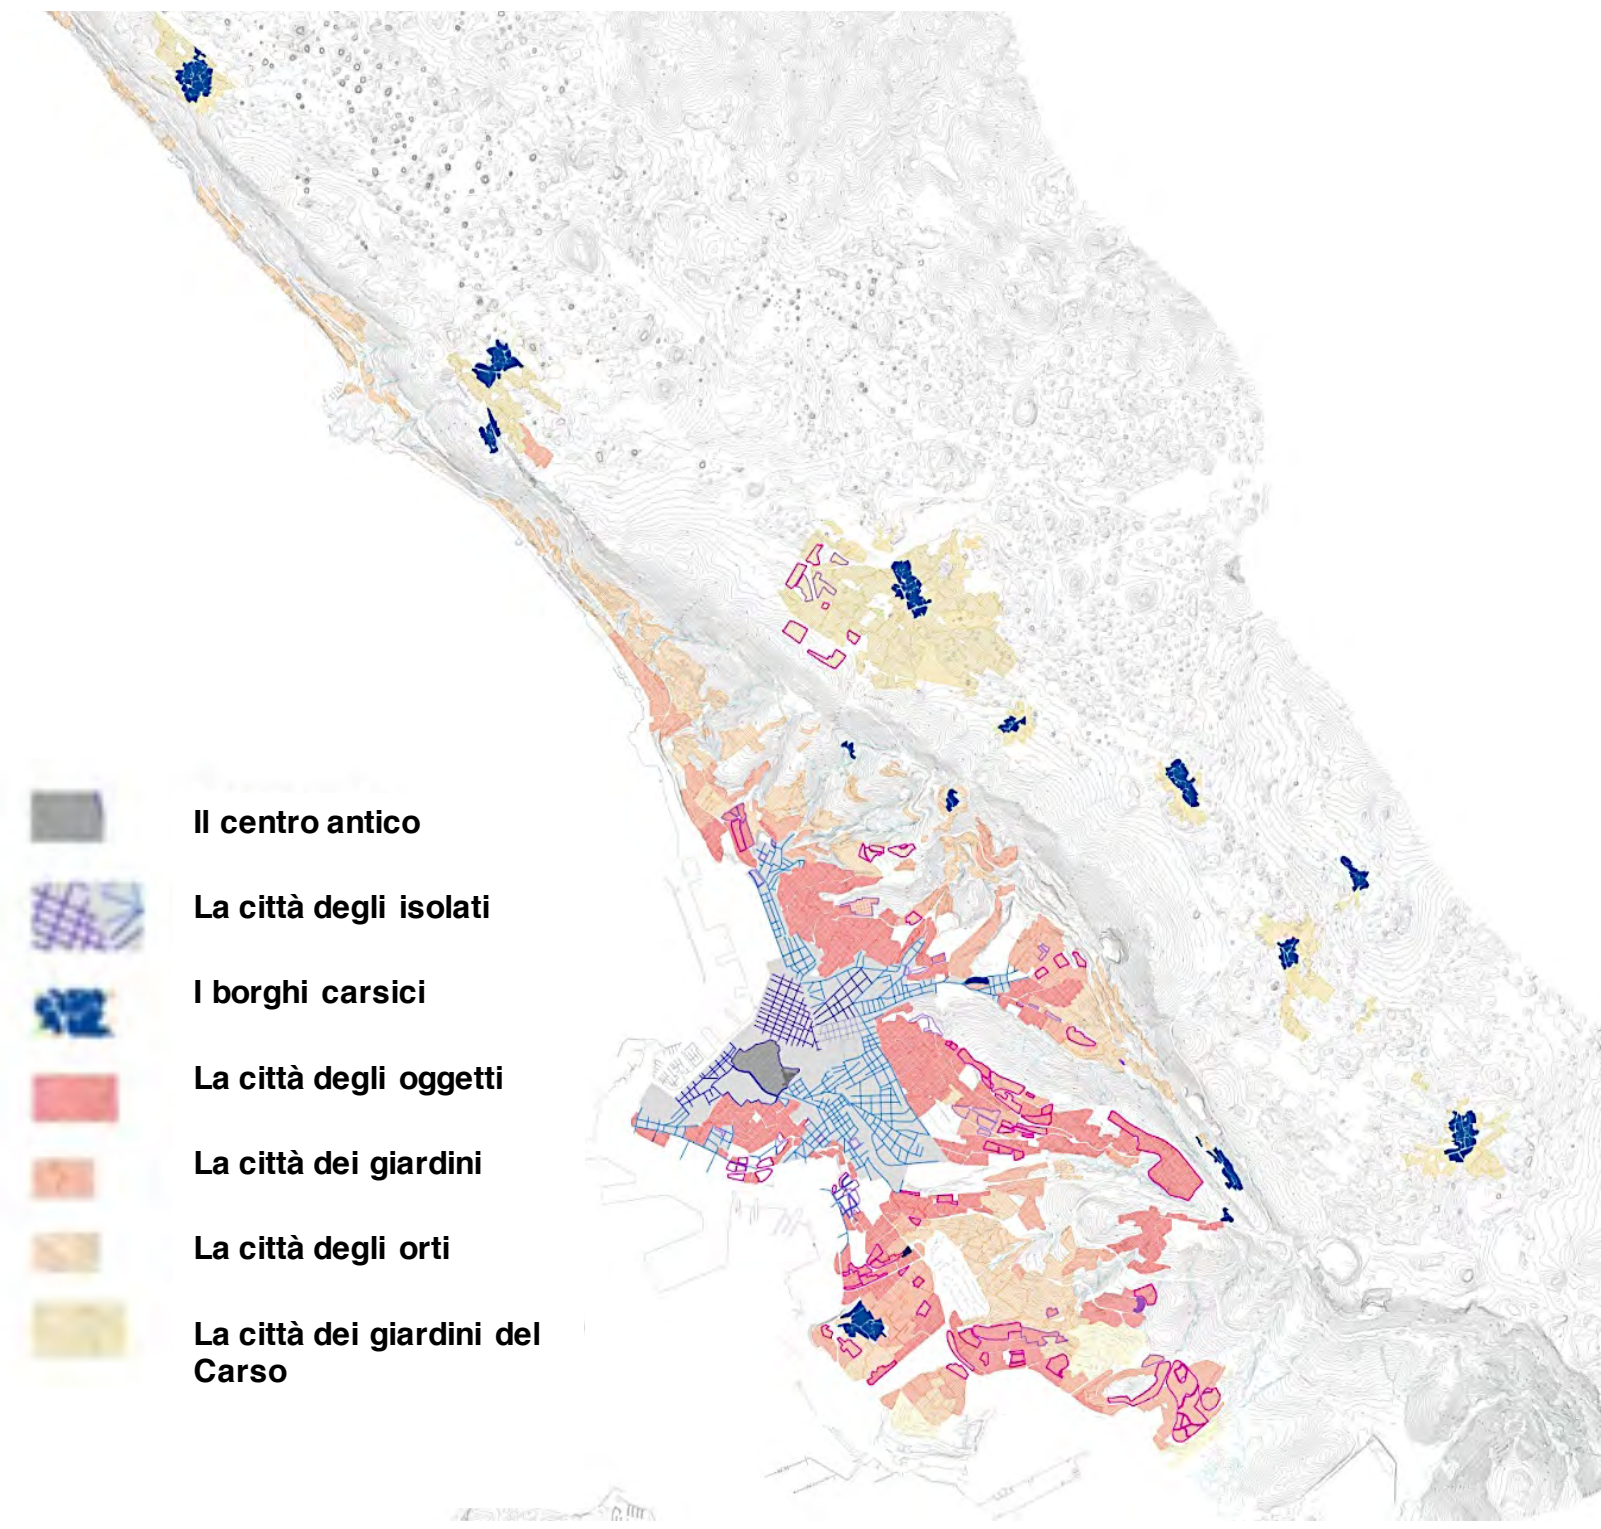 Il centro antico
La città degli isolati
I borghi carsici
La città degli oggetti
La città dei giardini
La città degli orti
La città dei giardini del
Carso